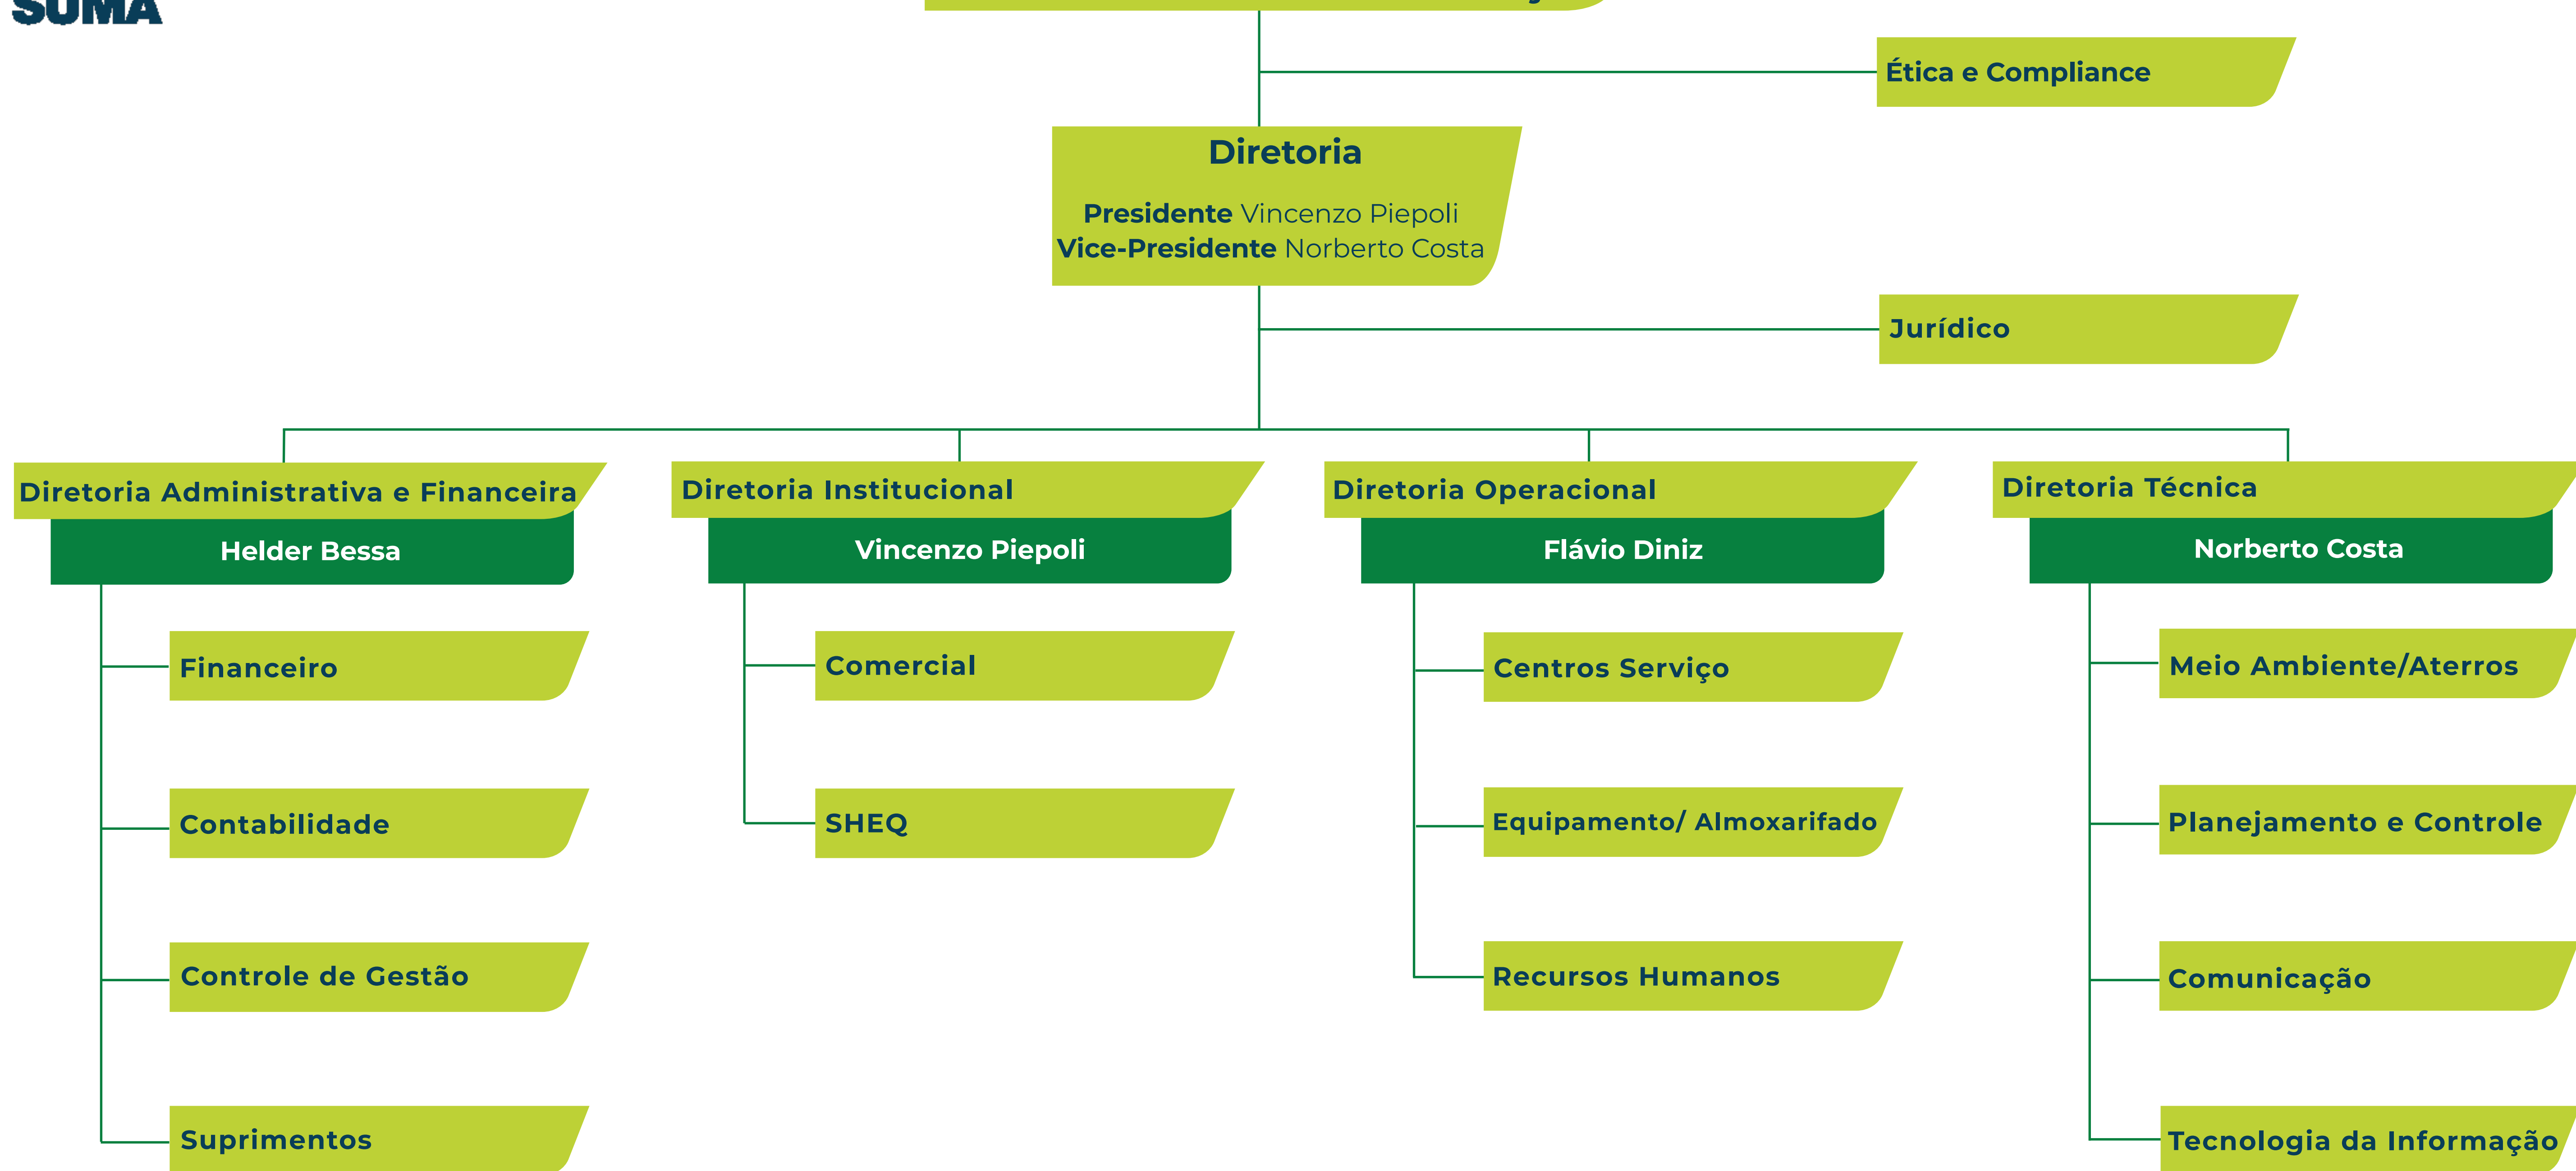 SUMA
Ética e Compliance
Diretoria
Presidente Vincenzo Piepoli
Vice-Presidente Norberto Costa
Jurídico
Diretoria Administrativa e Financeira
Helder Bessa
Financeiro
Contabilidade
Controle de Gestão
Suprimentos
Diretoria Institucional
Vincenzo Piepoli
Comercial
SHEQ
Diretoria Operacional
Flávio Diniz
Centros Serviço
Equipamento/ Almoxarifado
Recursos Humanos
Diretoria Técnica
Norberto Costa
Meio Ambiente/Aterros
Planejamento e Controle
Comunicação
Tecnologia da Informação